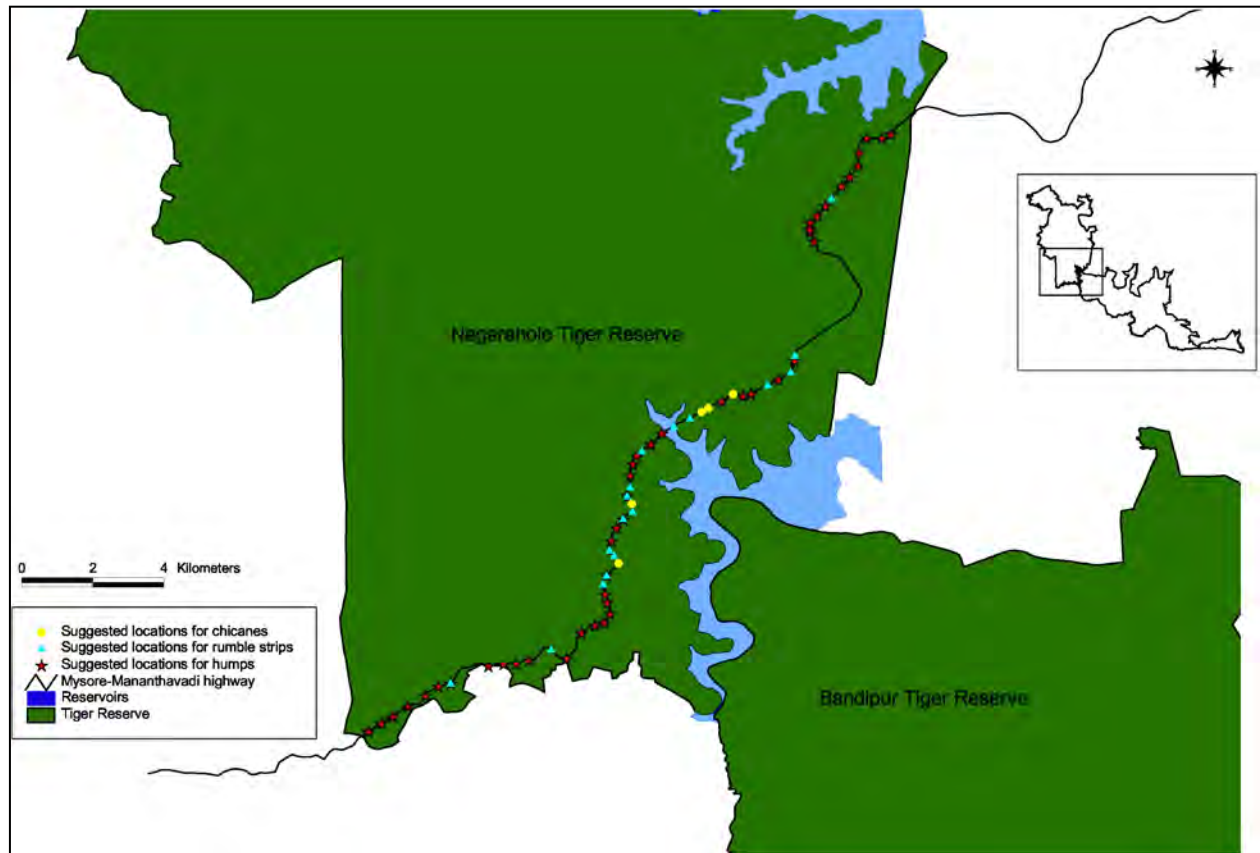 Nagarahole Tiger Reserve
Bandipur Tiger Reserve
0 2 4 Kilometers
Suggested locations for chicanes
Suggested locations for rumble strips
Suggested locations for humps
Mysore-Mananthavadi highway
Reservoirs
Tiger Reserve